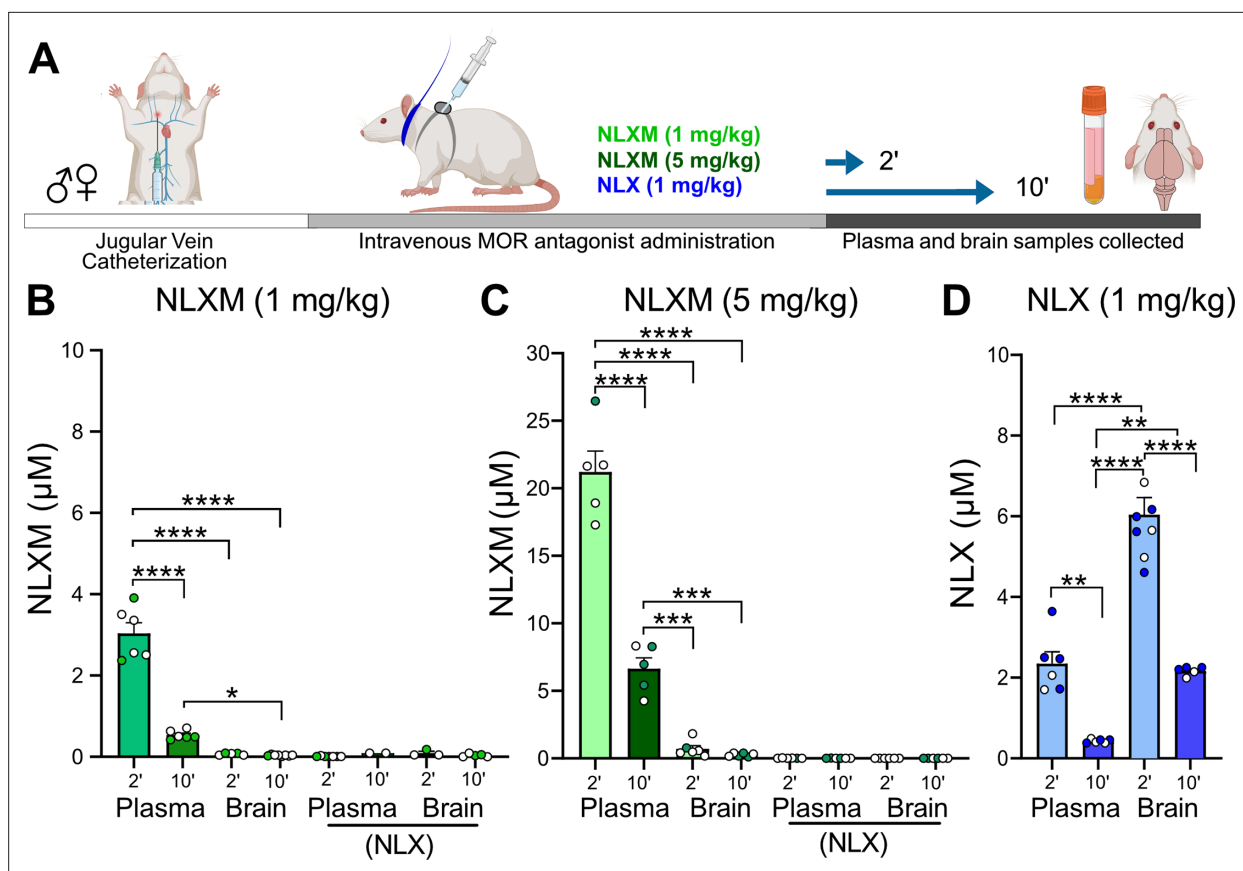 A
♂♀
NLXM (1 mg/kg)
NLXM (5 mg/kg)
NLX (1 mg/kg)
2'
10'
Jugular Vein
Catheterization
Intravenous MOR antagonist administration
Plasma and brain samples collected
B
NLXM (1 mg/kg)
NLXM (µM)
10
8
6
4
2
0
****
****
****
*
2'
10'
2'
10'
2'
10'
2'
10'
Plasma
Brain
Plasma
Brain
(NLX)
C
NLXM (5 mg/kg)
NLXM (µM)
30
25
20
15
10
5
0
****
****
****
***
***
2'
10'
2'
10'
2'
10'
2'
10'
Plasma
Brain
Plasma
Brain
(NLX)
D
NLX (1 mg/kg)
NLX (µM)
10
8
6
4
2
0
****
**
****
****
**
2'
10'
2'
10'
Plasma
Brain